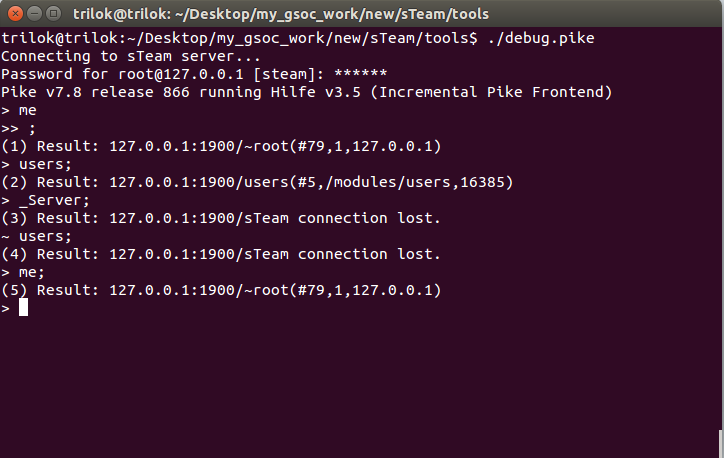 trilok@trilok: ~/Desktop/my_gsoc_work/new/sTeam/tools
trilok@trilok:~/Desktop/my_gsoc_work/new/sTeam/tools$ ./debug.pike
Connecting to sTeam server...
Password for root@127.0.0.1 [steam]: ******
Pike v7.8 release 866 running Hilfe v3.5 (Incremental Pike Frontend)
> me
>> ;
(1) Result: 127.0.0.1:1900/~root(#79,1,127.0.0.1)
> users;
(2) Result: 127.0.0.1:1900/users(#5,/modules/users,16385)
> _Server;
(3) Result: 127.0.0.1:1900/sTeam connection lost.
~ users;
(4) Result: 127.0.0.1:1900/sTeam connection lost.
> me;
(5) Result: 127.0.0.1:1900/~root(#79,1,127.0.0.1)
>